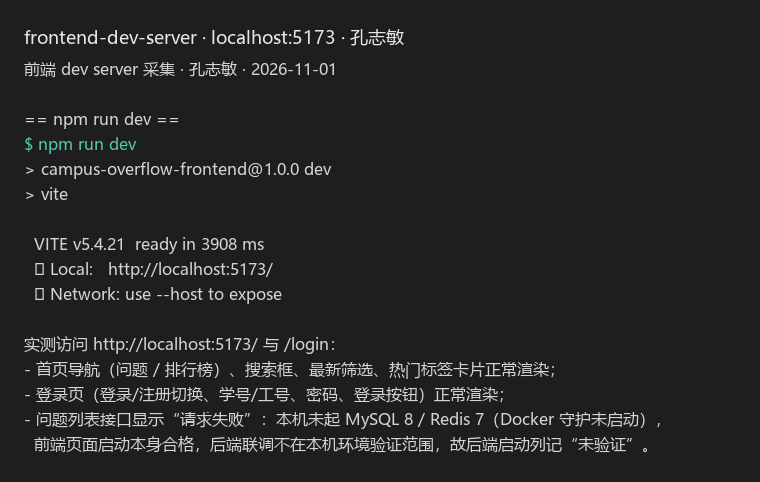 frontend-dev-server · localhost:5173 · 孔志敏
前端 dev server 采集 · 孔志敏 · 2026-11-01
== npm run dev ==
$ npm run dev
> campus-overflow-frontend@1.0.0 dev
> vite
VITE v5.4.21  ready in 3908 ms
▯ Local:   http://localhost:5173/
▯ Network: use --host to expose
实测访问 http://localhost:5173/ 与 /login：
- 首页导航（问题 / 排行榜）、搜索框、最新筛选、热门标签卡片正常渲染；
- 登录页（登录/注册切换、学号/工号、密码、登录按钮）正常渲染；
- 问题列表接口显示“请求失败”：本机未起 MySQL 8 / Redis 7（Docker 守护未启动），
前端页面启动本身合格，后端联调不在本机环境验证范围，故后端启动列记“未验证”。